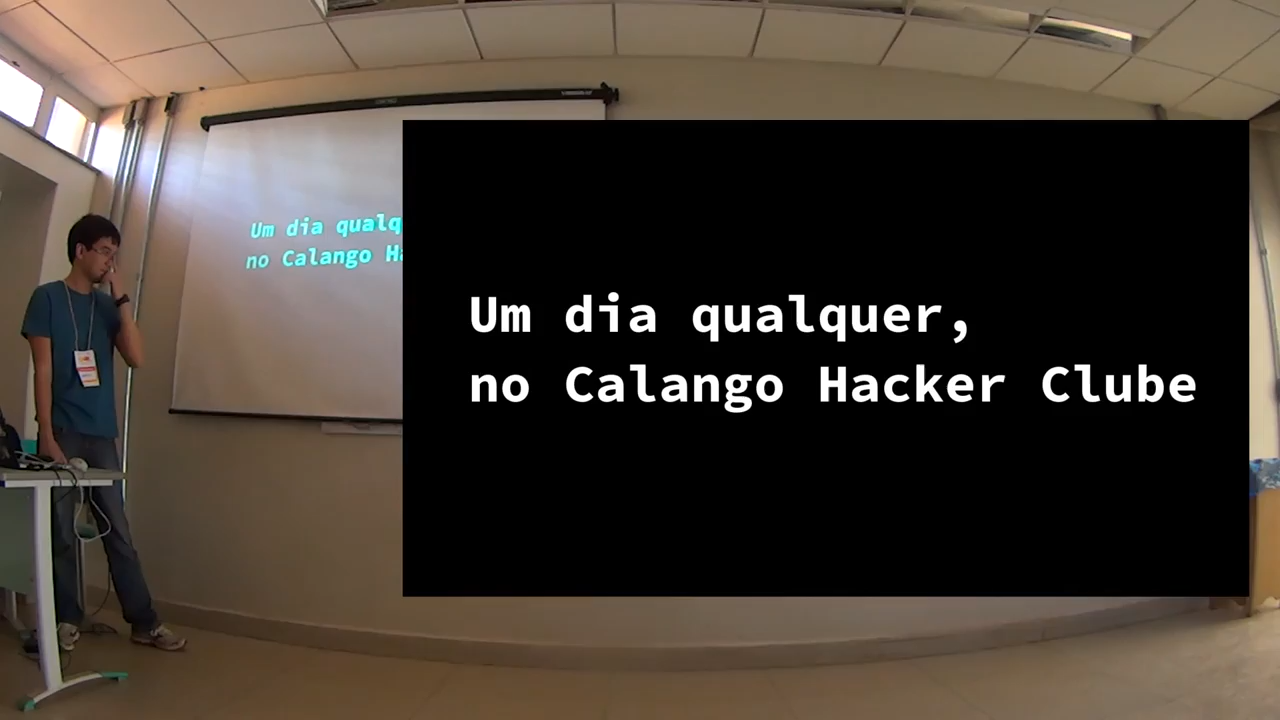 Um dia qualq
no Calango Ha
Um dia qualquer,
no Calango Hacker Clube